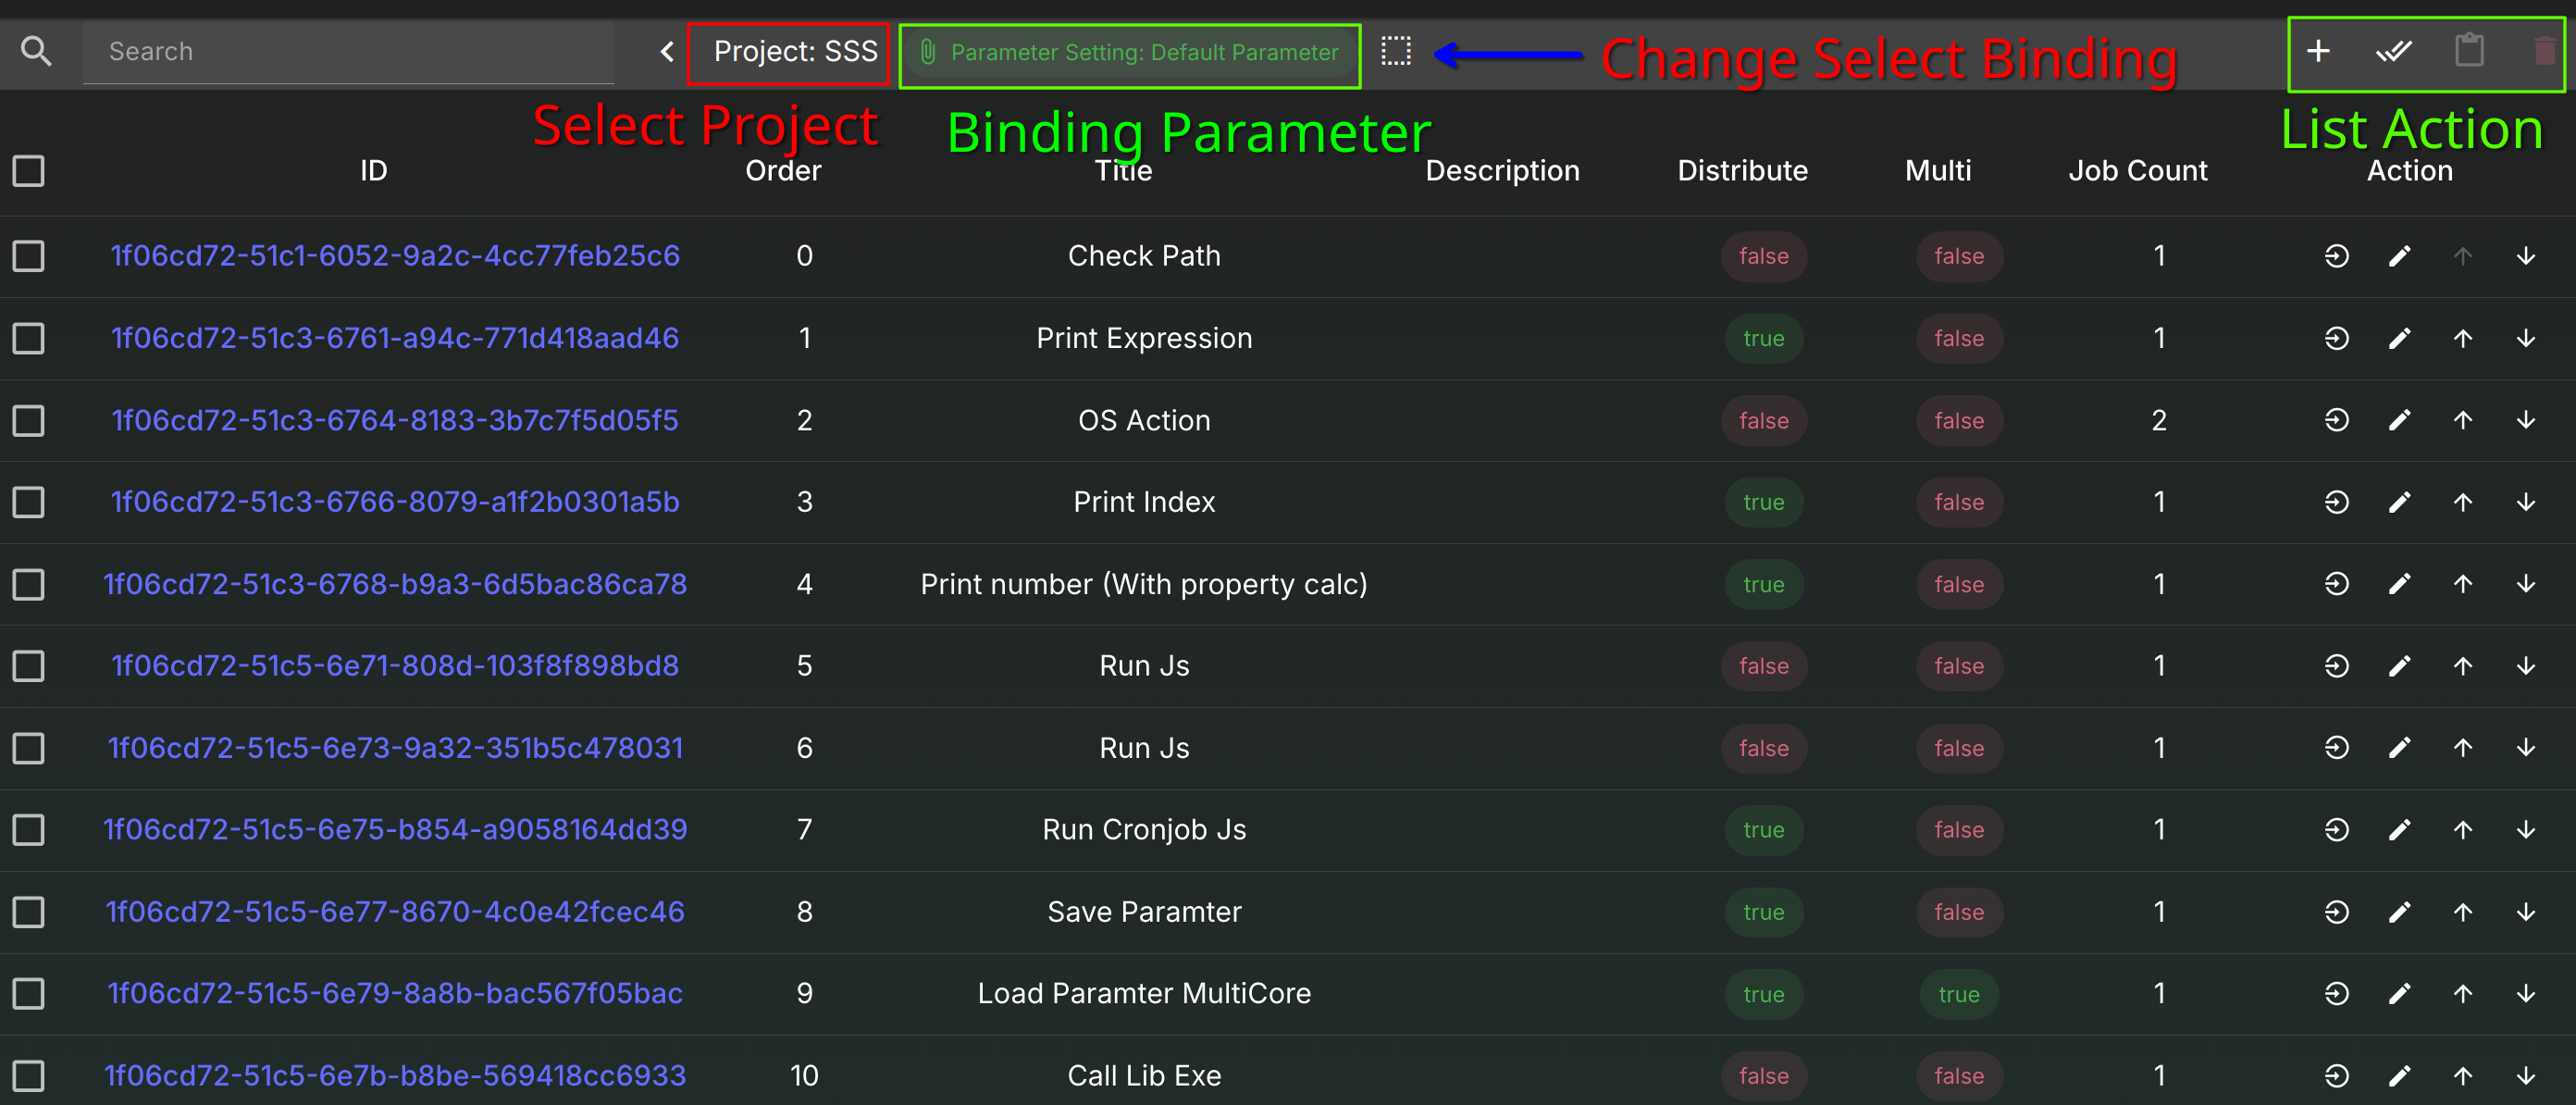 Search
Project: SSS
Parameter Setting: Default Parameter
Change Select Binding
Select Project
Binding Parameter
List Action
ID Order Title Description Distribute Multi Job Count Action
1f06cd72-51c1-6052-9a2c-4cc77feb25c6 0 Check Path false false 1
1f06cd72-51c3-6761-a94c-771d418aad46 1 Print Expression true false 1
1f06cd72-51c3-6764-8183-3b7c7f5d05f5 2 OS Action false false 2
1f06cd72-51c3-6766-8079-a1f2b0301a5b 3 Print Index true false 1
1f06cd72-51c3-6768-b9a3-6d5bac86ca78 4 Print number (With property calc) true false 1
1f06cd72-51c5-6e71-808d-103f8f898bd8 5 Run Js false false 1
1f06cd72-51c5-6e73-9a32-351b5c478031 6 Run Js false false 1
1f06cd72-51c5-6e75-b854-a9058164dd39 7 Run Cronjob Js true false 1
1f06cd72-51c5-6e77-8670-4c0e42fcec46 8 Save Paramter true false 1
1f06cd72-51c5-6e79-8a8b-bac567f05bac 9 Load Paramter MultiCore true true 1
1f06cd72-51c5-6e7b-b8be-569418cc6933 10 Call Lib Exe false false 1